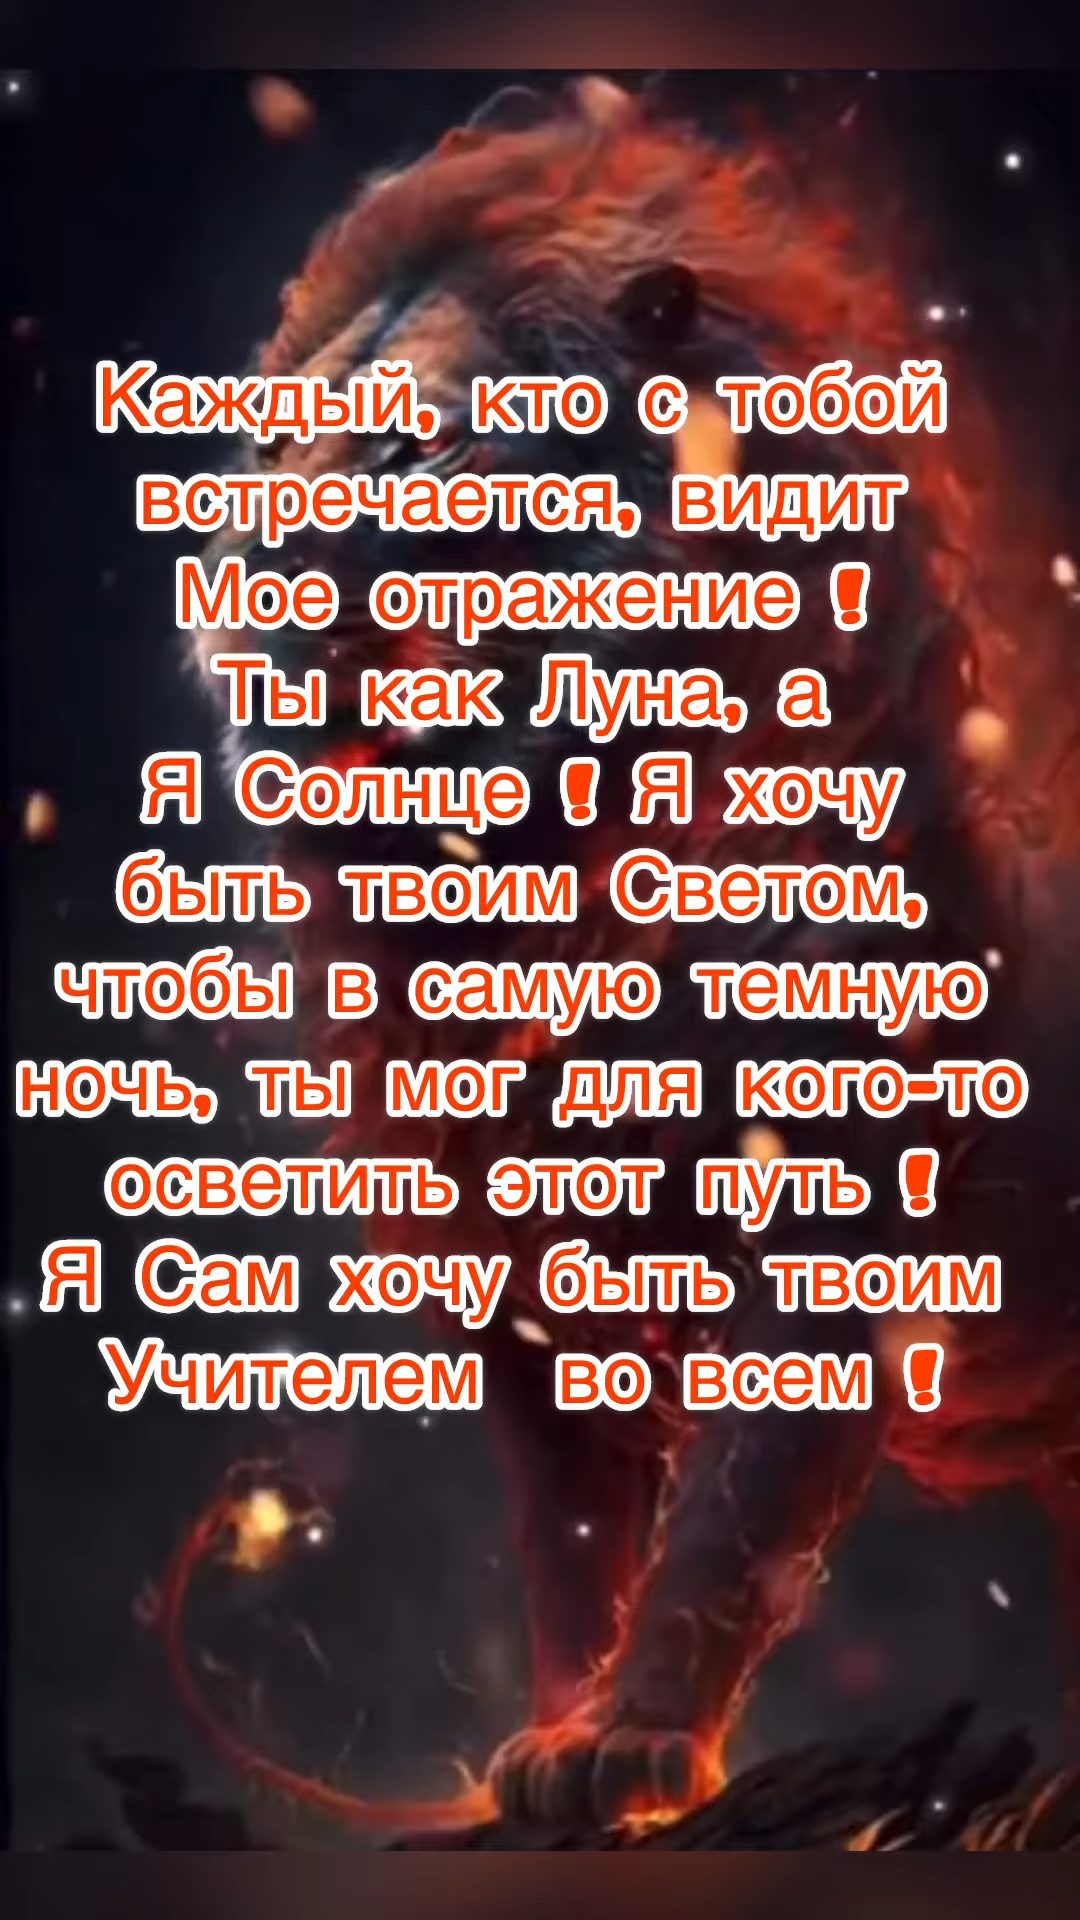 Каждый, кто с тобой
встречается, видит
Мое отражение !
Ты как Луна, а
Я Солнце ! Я хочу
быть твоим Светом,
чтобы в самую темную
ночь, ты мог для кого-то
осветить этот путь !
Я Сам хочу быть твоим
Учителем во всем !